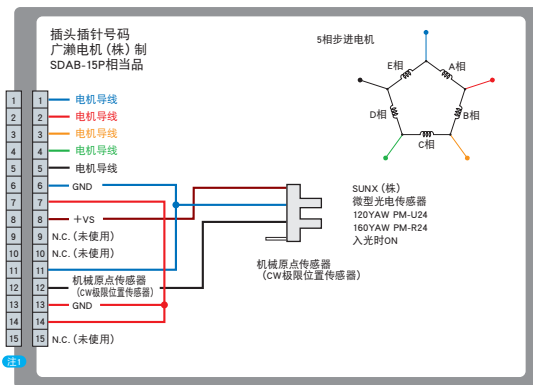 插头插针号码
广濑电机（株）制
SDAB-15P相当品
5相步进电机
E相
A相
D相
B相
C相
1 1 电机导线
2 2 电机导线
3 3 电机导线
4 4 电机导线
5 5 电机导线
6 6 GND
7 7
8 8 ＋VS
9 9 N.C.（未使用）
10 10 N.C.（未使用）
11 11
12 12 机械原点传感器
（CW极限位置传感器）
13 13 GND
14 14
15 15 N.C.（未使用）
SUNX（株）
微型光电传感器
120YAW PM-U24
160YAW PM-R24
入光时ON
机械原点传感器
（CW极限位置传感器）
注1